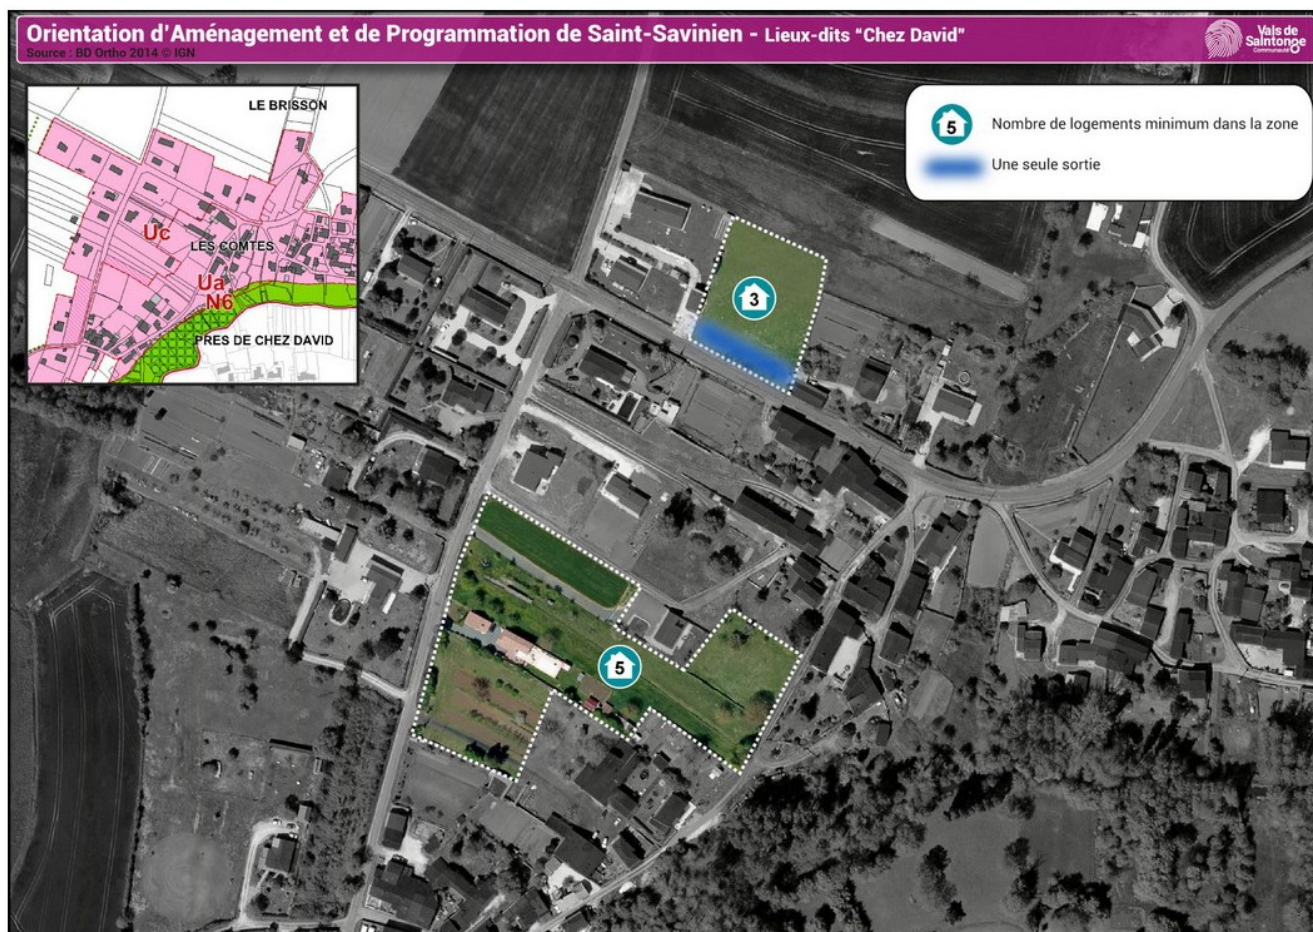 Orientation d'Aménagement et de Programmation de Saint-Savinien - Lieux-dits "Chez David"
Source : BD Ortho 2014 © IGN
Vals de
Saintonge
Communauté
LE BRISSON
Uc
LES COMTES
Ua
N6
PRES DE CHEZ DAVID
5
Nombre de logements minimum dans la zone
Une seule sortie
3
5